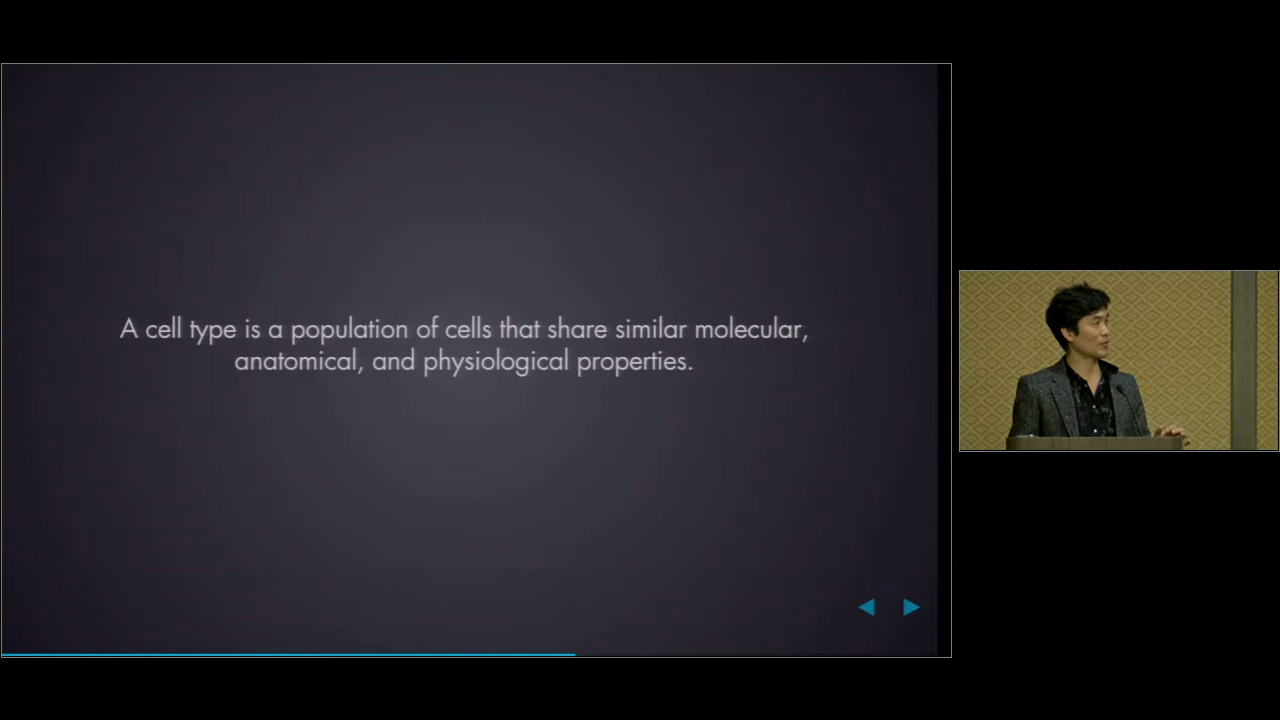 A cell type is a population of cells that share similar molecular,
anatomical, and physiological properties.